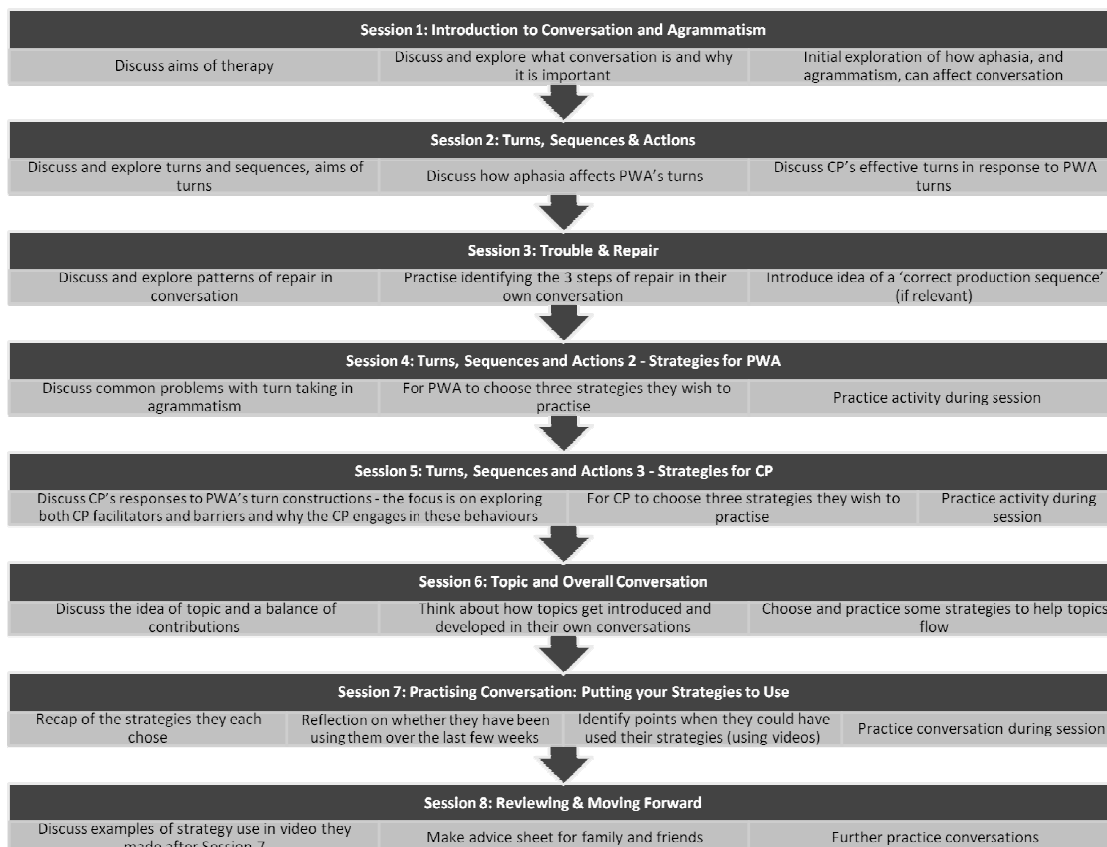 Session 1: Introduction to Conversation and Agrammatism
Discuss aims of therapy
Discuss and explore what conversation is and why
it is important
Initial exploration of how aphasia, and
agrammatism, can affect conversation
Session 2: Turns, Sequences & Actions
Discuss and explore turns and sequences, aims of
turns
Discuss how aphasia affects PWA's turns
Discuss CP's effective turns in response to PWA
turns
Session 3: Trouble & Repair
Discuss and explore patterns of repair in
conversation
Practise identifying the 3 steps of repair in their
own conversation
Introduce idea of a 'correct production sequence'
(if relevant)
Session 4: Turns, Sequences and Actions 2 - Strategies for PWA
Discuss common problems with turn taking in
agrammatism
For PWA to choose three strategies they wish to
practise
Practice activity during session
Session 5: Turns, Sequences and Actions 3 - Strategies for CP
Discuss CP's responses to PWA's turn constructions - the focus is on exploring
both CP facilitators and barriers and why the CP engages in these behaviours
For CP to choose three strategies they wish to
practise
Practice activity during
session
Session 6: Topic and Overall Conversation
Discuss the idea of topic and a balance of
contributions
Think about how topics get introduced and
developed in their own conversations
Choose and practice some strategies to help topics
flow
Session 7: Practising Conversation: Putting your Strategies to Use
Recap of the strategies they each
chose
Reflection on whether they have been
using them over the last few weeks
Identify points when they could have
used their strategies (using videos)
Practice conversation during session
Session 8: Reviewing & Moving Forward
Discuss examples of strategy use in video they
made after Session 7
Make advice sheet for family and friends
Further practice conversations